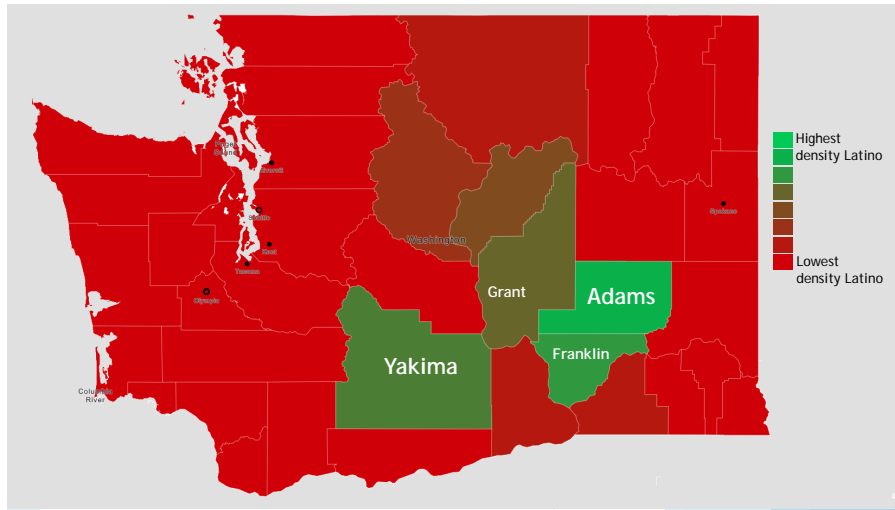 Highest
density Latino
Puget
Sound
Everett
Seattle
Spokane
Washington
Kent
Tacoma
Lowest
density Latino
Olympia
Grant
Adams
Franklin
Yakima
Columbia
River